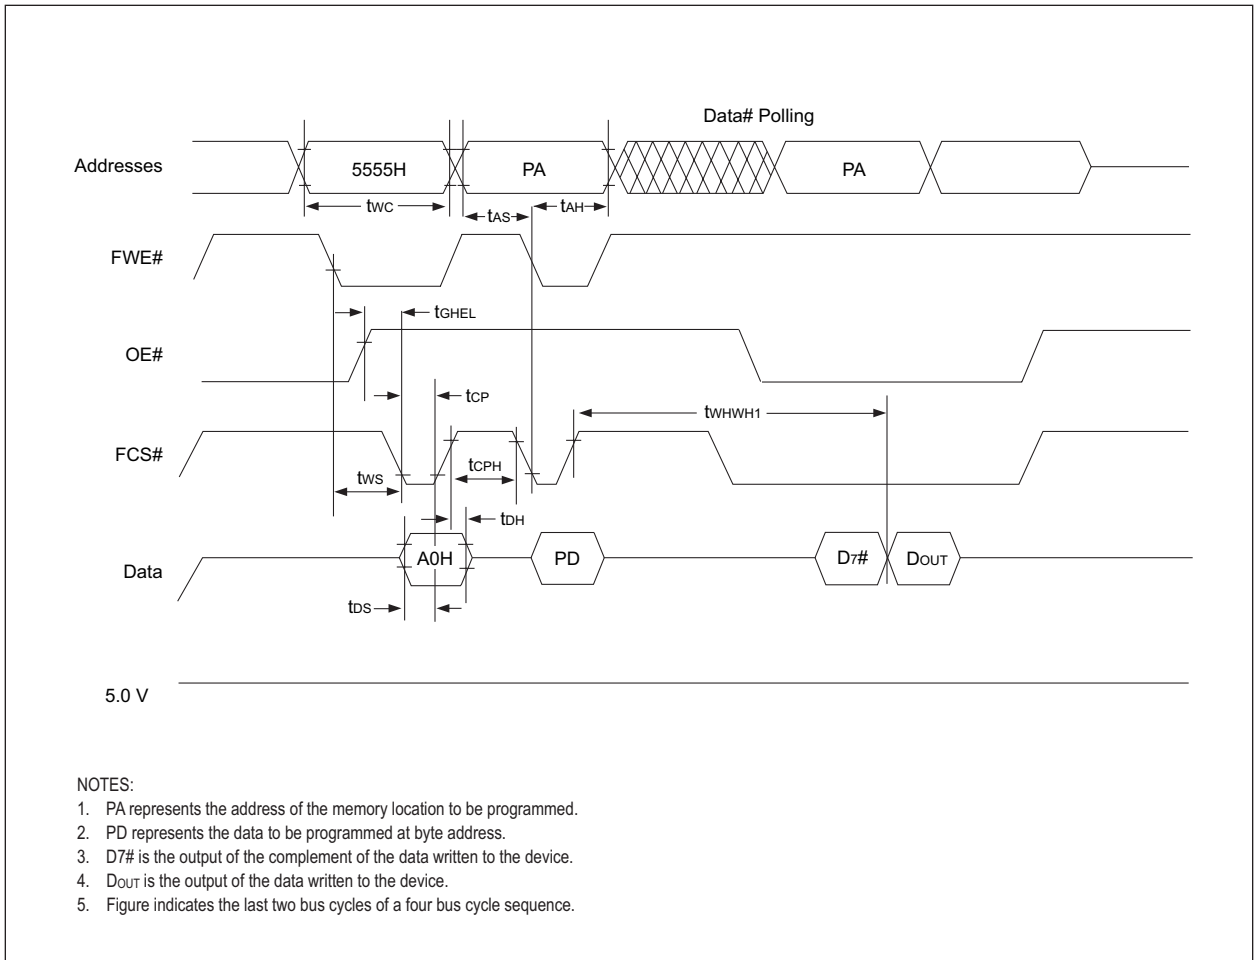 Data# Polling
Addresses
5555H
PA
PA
tWC
tAS
tAH
FWE#
tGHEL
OE#
tCP
tWHWH1
FCS#
tCPH
tWS
tDH
Data
A0H
PD
D7#
DOUT
tDS
5.0 V
NOTES:
1. PA represents the address of the memory location to be programmed.
2. PD represents the data to be programmed at byte address.
3. D7# is the output of the complement of the data written to the device.
4. DOUT is the output of the data written to the device.
5. Figure indicates the last two bus cycles of a four bus cycle sequence.